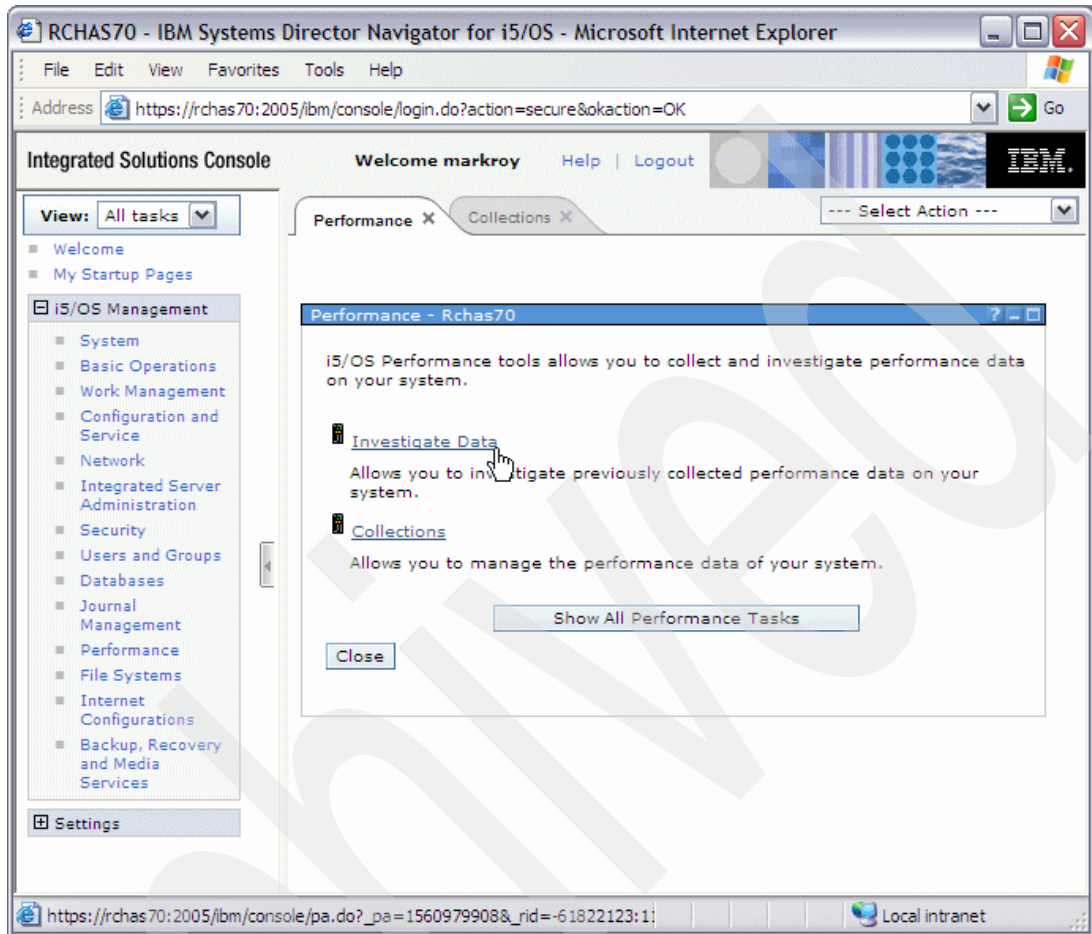 RCHAS70 - IBM Systems Director Navigator for i5/OS - Microsoft Internet Explorer
File Edit View Favorites Tools Help
Address https://rchas70:2005/ibm/console/login.do?action=secure&okaction=OK Go
Integrated Solutions Console Welcome markroy Help | Logout IBM.
View: All tasks
Performance Collections --- Select Action ---
Welcome
My Startup Pages
i5/OS Management
System
Basic Operations
Work Management
Configuration and
Service
Network
Integrated Server
Administration
Security
Users and Groups
Databases
Journal
Management
Performance
File Systems
Internet
Configurations
Backup, Recovery
and Media
Services
Settings
Performance - Rchas70
i5/OS Performance tools allows you to collect and investigate performance data
on your system.
Investigate Data
Allows you to investigate previously collected performance data on your
system.
Collections
Allows you to manage the performance data of your system.
Show All Performance Tasks
Close
https://rchas70:2005/ibm/console/pa.do?_pa=1560979908&_rid=-61822123:1 Local intranet